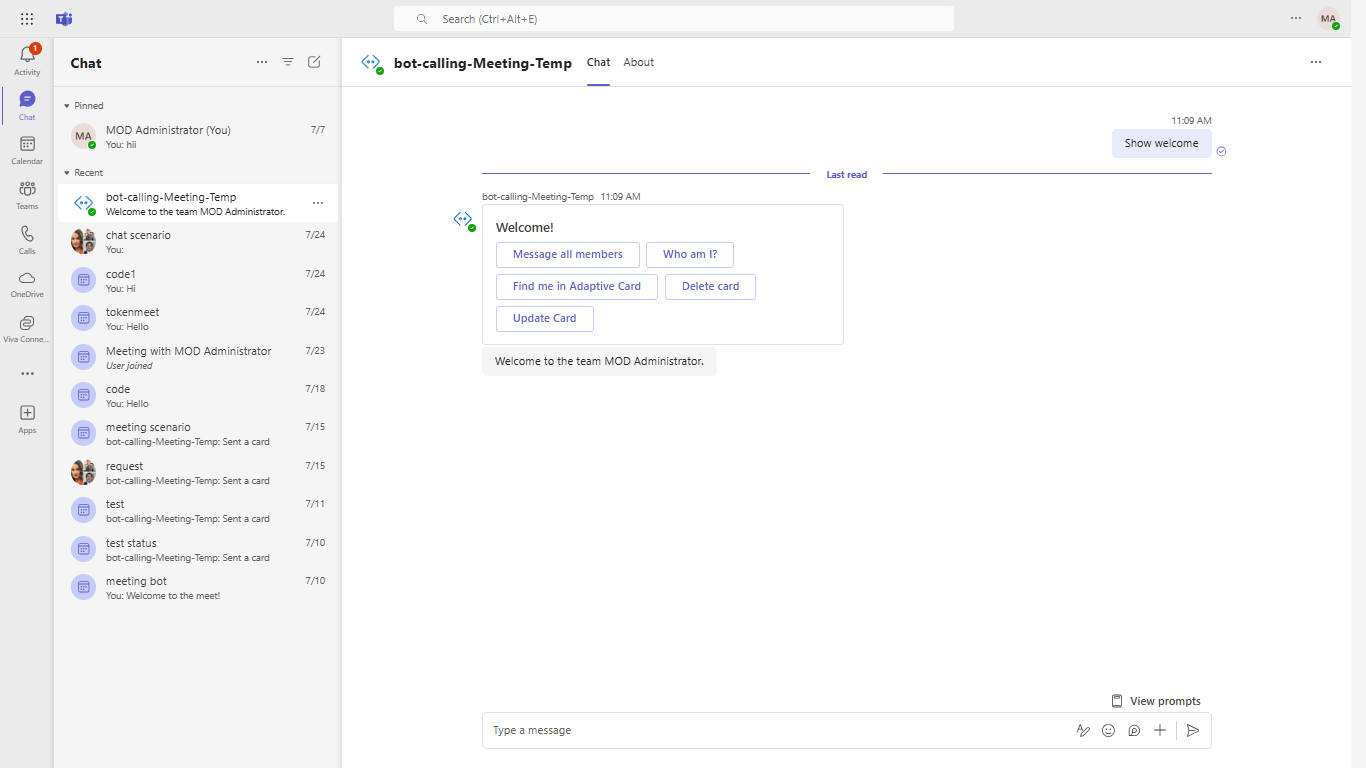 Search (Ctrl+Alt+E)
MA
1
Activity
Chat
Calendar
Teams
Calls
OneDrive
Viva Conne...
Apps
Chat
Pinned
MA
MOD Administrator (You)
7/7
You: hii
Recent
bot-calling-Meeting-Temp
Welcome to the team MOD Administrator.
chat scenario
7/24
You:
code1
7/24
You: Hi
tokenmeet
7/24
You: Hello
Meeting with MOD Administrator
7/23
User joined
code
7/18
You: Hello
meeting scenario
7/15
bot-calling-Meeting-Temp: Sent a card
request
7/15
bot-calling-Meeting-Temp: Sent a card
test
7/11
bot-calling-Meeting-Temp: Sent a card
test status
7/10
bot-calling-Meeting-Temp: Sent a card
meeting bot
7/10
You: Welcome to the meet!
bot-calling-Meeting-Temp
Chat
About
11:09 AM
Show welcome
Last read
bot-calling-Meeting-Temp 11:09 AM
Welcome!
Message all members
Who am I?
Find me in Adaptive Card
Delete card
Update Card
Welcome to the team MOD Administrator.
View prompts
Type a message